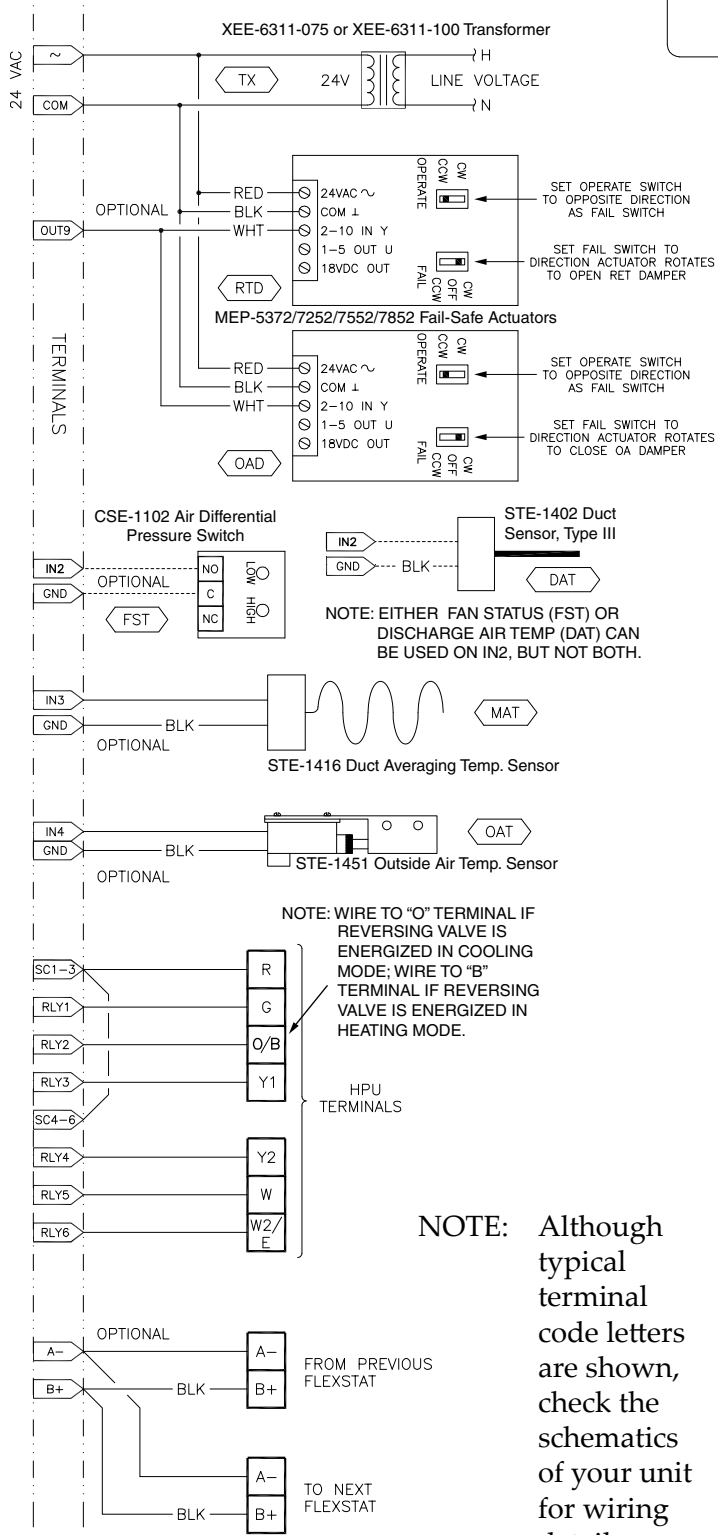 XEE-6311-075 or XEE-6311-100 Transformer
24 VAC
~
COM
TX
24V
LINE VOLTAGE
H
N
OPTIONAL
OUT9
RED
BLK
WHT
24VAC ~
COM ⊥
2-10 IN Y
1-5 OUT U
18VDC OUT
OPERATE
CCW
CW
FAIL
CCW
OFF
CW
SET OPERATE SWITCH
TO OPPOSITE DIRECTION
AS FAIL SWITCH
SET FAIL SWITCH TO
DIRECTION ACTUATOR ROTATES
TO OPEN RET DAMPER
RTD
MEP-5372/7252/7552/7852 Fail-Safe Actuators
TERMINALS
RED
BLK
WHT
24VAC ~
COM ⊥
2-10 IN Y
1-5 OUT U
18VDC OUT
OPERATE
CCW
CW
FAIL
CCW
OFF
CW
SET OPERATE SWITCH
TO OPPOSITE DIRECTION
AS FAIL SWITCH
SET FAIL SWITCH TO
DIRECTION ACTUATOR ROTATES
TO CLOSE OA DAMPER
OAD
CSE-1102 Air Differential
Pressure Switch
IN2
GND
OPTIONAL
FST
NO
C
NC
LOW
HIGH
STE-1402 Duct
Sensor, Type III
IN2
GND
BLK
DAT
NOTE: EITHER FAN STATUS (FST) OR
DISCHARGE AIR TEMP (DAT) CAN
BE USED ON IN2, BUT NOT BOTH.
IN3
GND
BLK
OPTIONAL
MAT
STE-1416 Duct Averaging Temp. Sensor
IN4
GND
BLK
OPTIONAL
OAT
STE-1451 Outside Air Temp. Sensor
NOTE: WIRE TO “O” TERMINAL IF
REVERSING VALVE IS
ENERGIZED IN COOLING
MODE; WIRE TO “B”
TERMINAL IF REVERSING
VALVE IS ENERGIZED IN
HEATING MODE.
SC1-3
R
RLY1
G
RLY2
O/B
RLY3
Y1
SC4-6
RLY4
Y2
RLY5
W
RLY6
W2/
E
HPU
TERMINALS
NOTE: Although
typical
terminal
code letters
are shown,
check the
schematics
of your unit
for wiring
OPTIONAL
A-
B+
BLK
A-
B+
FROM PREVIOUS
FLEXSTAT
BLK
A-
B+
TO NEXT
FLEXSTAT